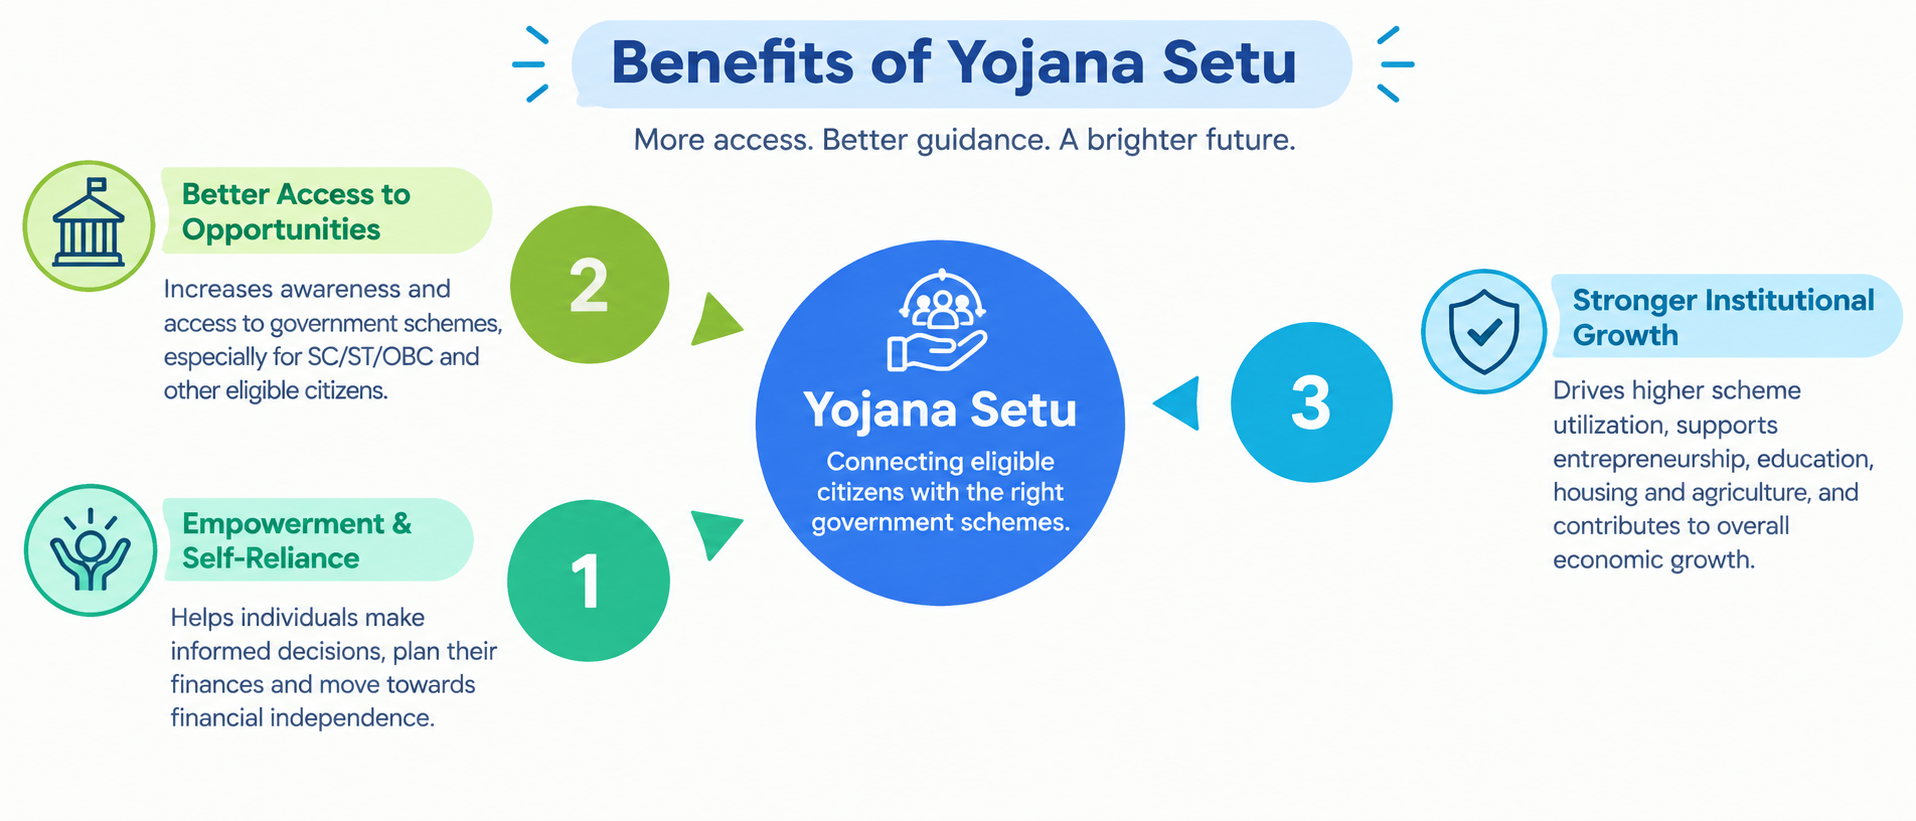 Benefits of Yojana Setu
More access. Better guidance. A brighter future.
Better Access to
Opportunities
Increases awareness and
access to government schemes,
especially for SC/ST/OBC and
other eligible citizens.
2
Empowerment &
Self-Reliance
Helps individuals make
informed decisions, plan their
finances and move towards
financial independence.
1
Yojana Setu
Connecting eligible
citizens with the right
government schemes.
3
Stronger Institutional
Growth
Drives higher scheme
utilization, supports
entrepreneurship, education,
housing and agriculture, and
contributes to overall
economic growth.